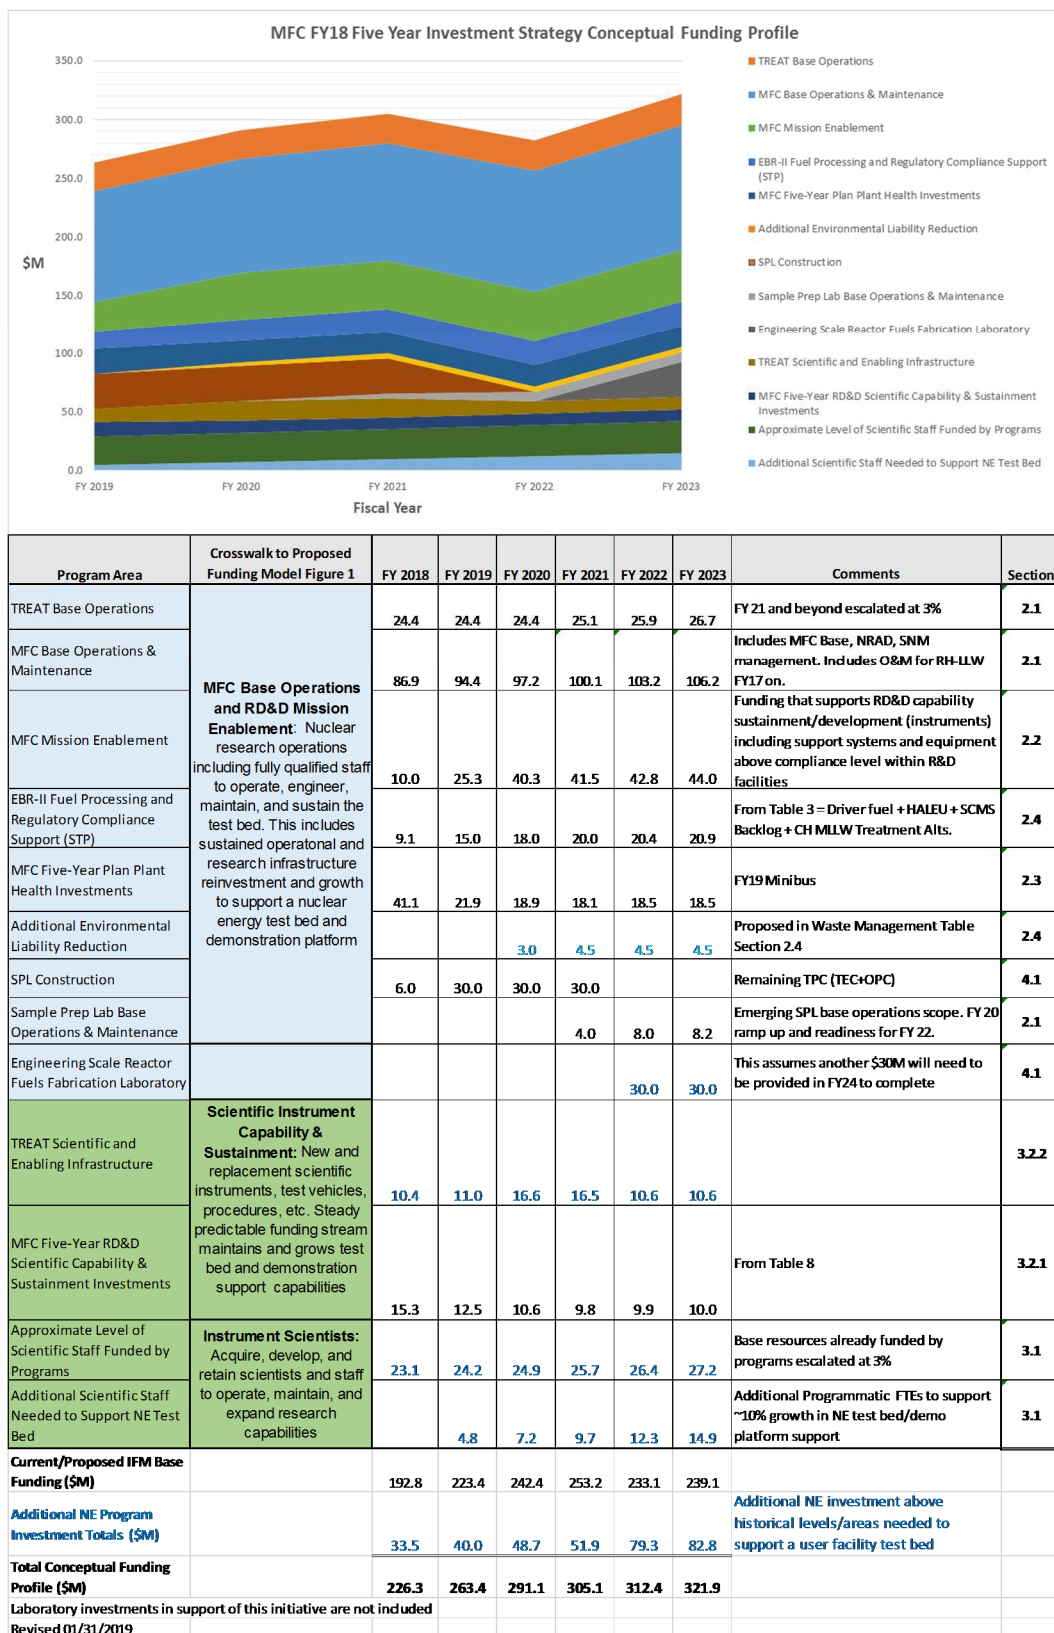 MFC FY18 Five Year Investment Strategy Conceptual Funding Profile
350.0
300.0
250.0
200.0
150.0
100.0
50.0
0.0
$M
FY 2019
FY 2020
FY 2021
FY 2022
FY 2023
Fiscal Year
TREAT Base Operations
MFC Base Operations & Maintenance
MFC Mission Enablement
EBR-II Fuel Processing and Regulatory Compliance Support
(STP)
MFC Five-Year Plan Plant Health Investments
Additional Environmental Liability Reduction
SPL Construction
Sample Prep Lab Base Operations & Maintenance
Engineering Scale Reactor Fuels Fabrication Laboratory
TREAT Scientific and Enabling Infrastructure
MFC Five-Year RD&D Scientific Capability & Sustainment
Investments
Approximate Level of Scientific Staff Funded by Programs
Additional Scientific Staff Needed to Support NE Test Bed
Program Area
Crosswalk to Proposed
Funding Model Figure 1
FY 2018
FY 2019
FY 2020
FY 2021
FY 2022
FY 2023
Comments
Section
TREAT Base Operations
24.4
24.4
24.4
25.1
25.9
26.7
FY 21 and beyond escalated at 3%
2.1
MFC Base Operations &
Maintenance
86.9
94.4
97.2
100.1
103.2
106.2
Includes MFC Base, NRAD, SNM
management. Includes O&M for RH-LLW
FY17 on.
2.1
MFC Base Operations
and RD&D Mission
Enablement: Nuclear
research operations
including fully qualified staff
to operate, engineer,
maintain, and sustain the
test bed. This includes
sustained operatonal and
research infrastructure
reinvestment and growth
to support a nuclear
energy test bed and
demonstration platform
MFC Mission Enablement
10.0
25.3
40.3
41.5
42.8
44.0
Funding that supports RD&D capability
sustainment/development (instruments)
including support systems and equipment
above compliance level within R&D
facilities
2.2
EBR-II Fuel Processing and
Regulatory Compliance
Support (STP)
9.1
15.0
18.0
20.0
20.4
20.9
From Table 3 = Driver fuel + HALEU + SCMS
Backlog + CH MLLW Treatment Alts.
2.4
MFC Five-Year Plan Plant
Health Investments
41.1
21.9
18.9
18.1
18.5
18.5
FY19 Minibus
2.3
Additional Environmental
Liability Reduction
3.0
4.5
4.5
4.5
Proposed in Waste Management Table
Section 2.4
2.4
SPL Construction
6.0
30.0
30.0
30.0
Remaining TPC (TEC+OPC)
4.1
Sample Prep Lab Base
Operations & Maintenance
4.0
8.0
8.2
Emerging SPL base operations scope. FY 20
ramp up and readiness for FY 22.
2.1
Engineering Scale Reactor
Fuels Fabrication Laboratory
30.0
30.0
This assumes another $30M will need to
be provided in FY24 to complete
4.1
TREAT Scientific and
Enabling Infrastructure
Scientific Instrument
Capability &
Sustainment: New and
replacement scientific
instruments, test vehicles,
procedures, etc. Steady
predictable funding stream
maintains and grows test
bed and demonstration
support capabilities
10.4
11.0
16.6
16.5
10.6
10.6
3.2.2
MFC Five-Year RD&D
Scientific Capability &
Sustainment Investments
15.3
12.5
10.6
9.8
9.9
10.0
From Table 8
3.2.1
Approximate Level of
Scientific Staff Funded by
Programs
Instrument Scientists:
Acquire, develop, and
retain scientists and staff
to operate, maintain, and
expand research
capabilities
23.1
24.2
24.9
25.7
26.4
27.2
Base resources already funded by
programs escalated at 3%
3.1
Additional Scientific Staff
Needed to Support NE Test
Bed
4.8
7.2
9.7
12.3
14.9
Additional Programmatic FTEs to support
~10% growth in NE test bed/demo
platform support
3.1
Current/Proposed IFM Base
Funding ($M)
192.8
223.4
242.4
253.2
233.1
239.1
Additional NE Program
Investment Totals ($M)
33.5
40.0
48.7
51.9
79.3
82.8
Additional NE investment above
historical levels/areas needed to
support a user facility test bed
Total Conceptual Funding
Profile ($M)
226.3
263.4
291.1
305.1
312.4
321.9
Laboratory investments in support of this initiative are not included
Revised 01/31/2019